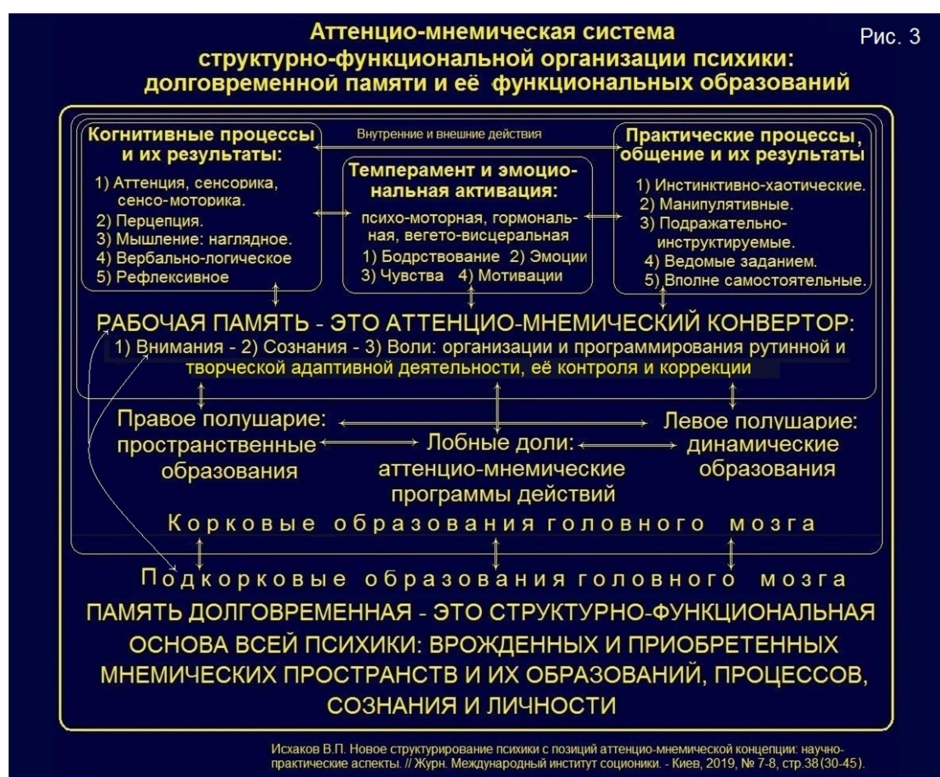 Аттенцио-мнемическая система
структурно-функциональной организации психики:
долговременной памяти и её функциональных образований
Рис. 3
Когнитивные процессы
и их результаты:
1) Аттенция, сенсорика,
сенсо-моторика.
2) Перцепция.
3) Мышление: наглядное.
4) Вербально-логическое
5) Рефлексивное
Внутренние и внешние действия
Темперамент и эмоцио-
нальная активация:
психо-моторная, гормональ-
ная, вегето-висцеральная
1) Бодрствование 2) Эмоции
3) Чувства 4) Мотивации
Практические процессы,
общение и их результаты
1) Инстинктивно-хаотические.
2) Манипулятивные.
3) Подражательно-
инструктируемые.
4) Ведомые заданием.
5) Вполне самостоятельные.
РАБОЧАЯ ПАМЯТЬ - ЭТО АТТЕНЦИО-МНЕМИЧЕСКИЙ КОНВЕРТОР:
1) Внимания - 2) Сознания - 3) Воли: организации и программирования рутинной и
творческой адаптивной деятельности, её контроля и коррекции
Правое полушарие:
пространственные
образования
Лобные доли:
аттенцио-мнемические
программы действий
Левое полушарие:
динамические
образования
Корковые образования головного мозга
Подкорковые образования головного мозга
ПАМЯТЬ ДОЛГОВРЕМЕННАЯ - ЭТО СТРУКТУРНО-ФУНКЦИОНАЛЬНАЯ
ОСНОВА ВСЕЙ ПСИХИКИ: ВРОЖДЕННЫХ И ПРИОБРЕТЕННЫХ
МНЕМИЧЕСКИХ ПРОСТРАНСТВ И ИХ ОБРАЗОВАНИЙ, ПРОЦЕССОВ,
СОЗНАНИЯ И ЛИЧНОСТИ
Исхаков В.П. Новое структурирование психики с позиций аттенцио-мнемической концепции: научно-
практические аспекты. // Журн. Международный институт соционики. - Киев, 2019, № 7-8, стр.38 (30-45).